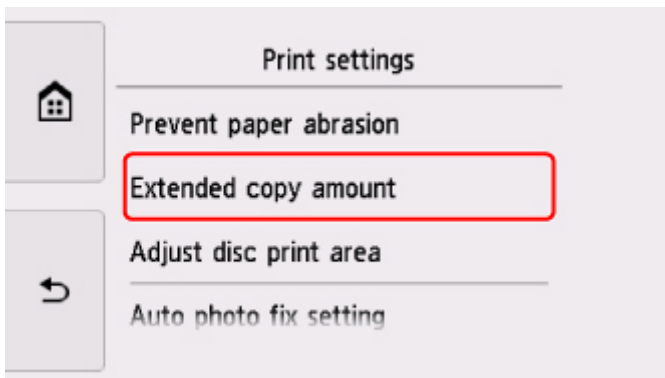 Print settings
Prevent paper abrasion
Extended copy amount
Adjust disc print area
Auto photo fix setting